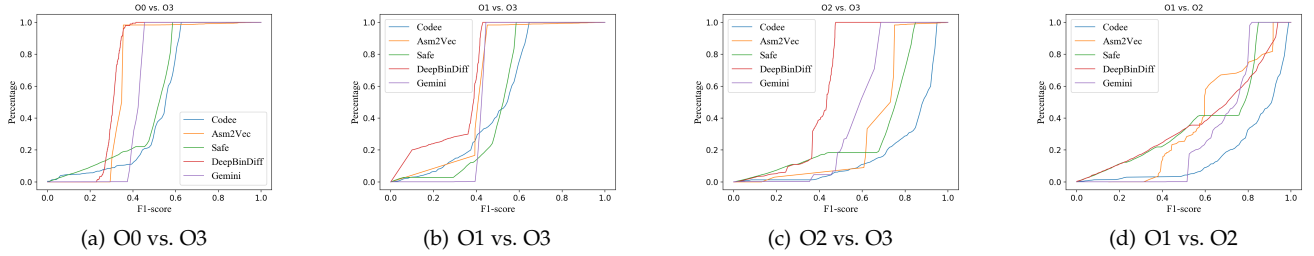 O0 vs. O3
Percentage
1.0
0.8
0.6
0.4
0.2
0.0
Codee
Asm2Vec
Safe
DeepBinDiff
Gemini
0.0 0.2 0.4 0.6 0.8 1.0
F1-score
(a) O0 vs. O3
O1 vs. O3
Percentage
1.0
0.8
0.6
0.4
0.2
0.0
Codee
Asm2Vec
Safe
DeepBinDiff
Gemini
0.0 0.2 0.4 0.6 0.8 1.0
F1-score
(b) O1 vs. O3
O2 vs. O3
Percentage
1.0
0.8
0.6
0.4
0.2
0.0
Codee
Asm2Vec
Safe
DeepBinDiff
Gemini
0.0 0.2 0.4 0.6 0.8 1.0
F1-score
(c) O2 vs. O3
O1 vs. O2
Percentage
1.0
0.8
0.6
0.4
0.2
0.0
Codee
Asm2Vec
Safe
DeepBinDiff
Gemini
0.0 0.2 0.4 0.6 0.8 1.0
F1-score
(d) O1 vs. O2